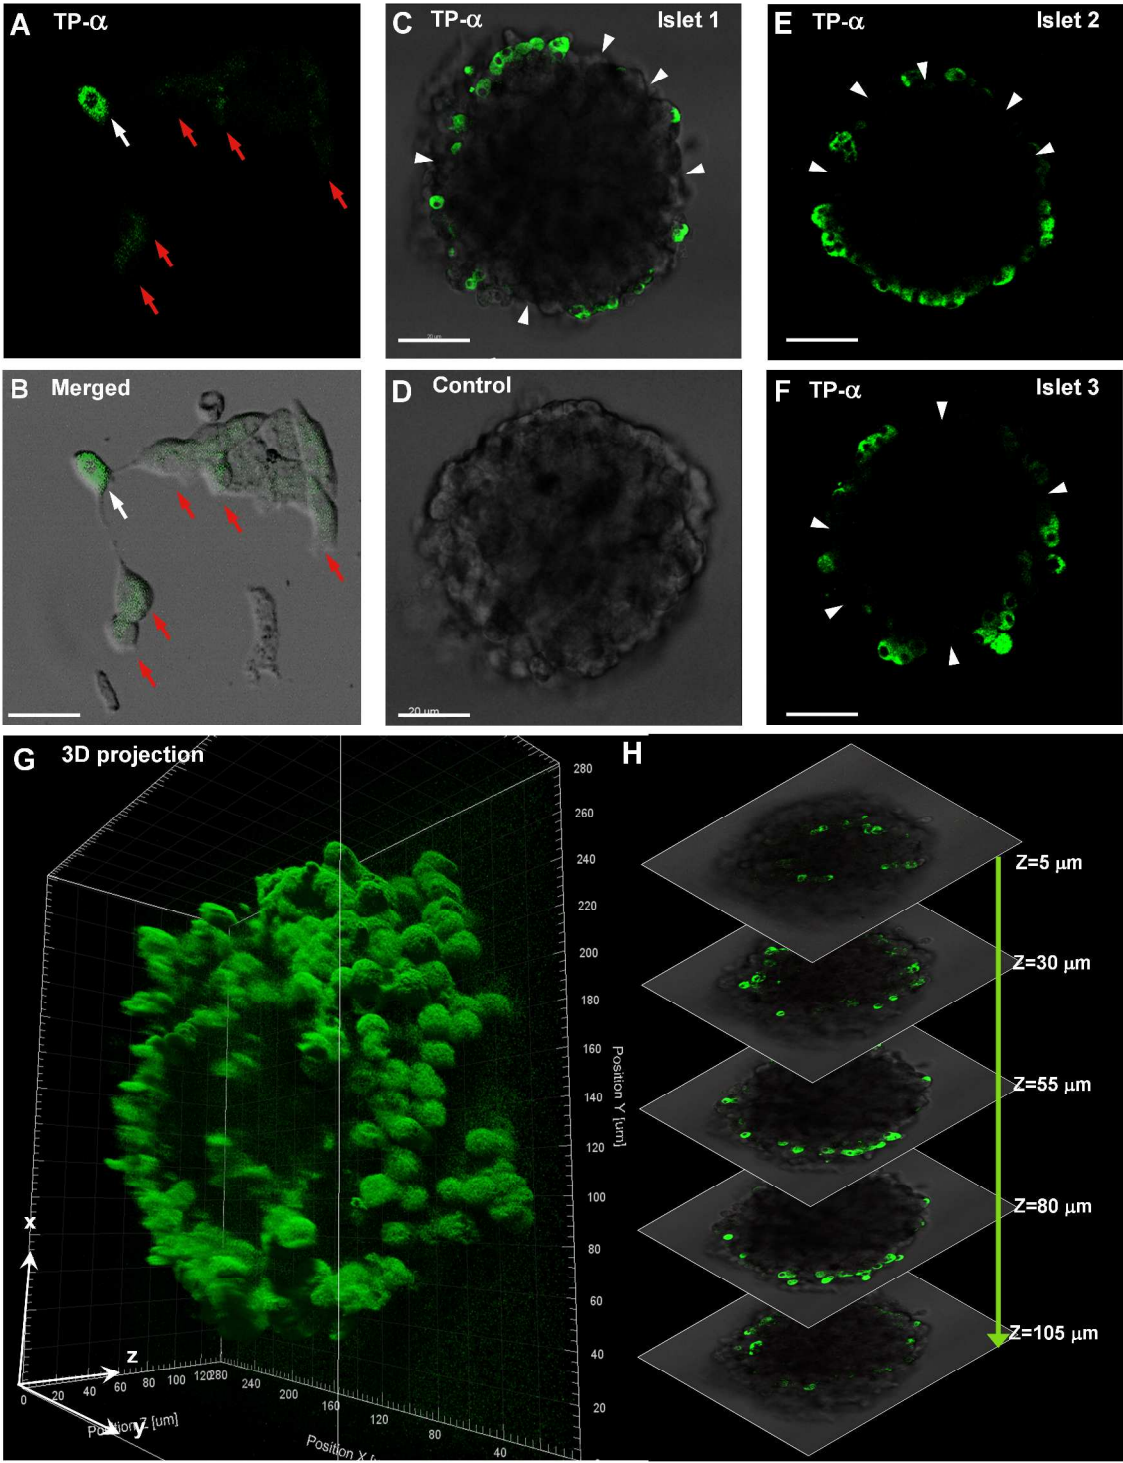 A TP-α
C TP-α Islet 1
E Islet 2
B Merged
D Control
F TP-α Islet 3
20 μm
20 μm
G 3D projection
280
260
240
220
200
180
160
140
120
100
80
60
40
20
Position Y [um]
x
z
y
0 20 40 60 80 100 120
Position Z [um]
280 240 200 160 120 80 40
Position X
H
Z=5 μm
Z=30 μm
Z=55 μm
Z=80 μm
Z=105 μm